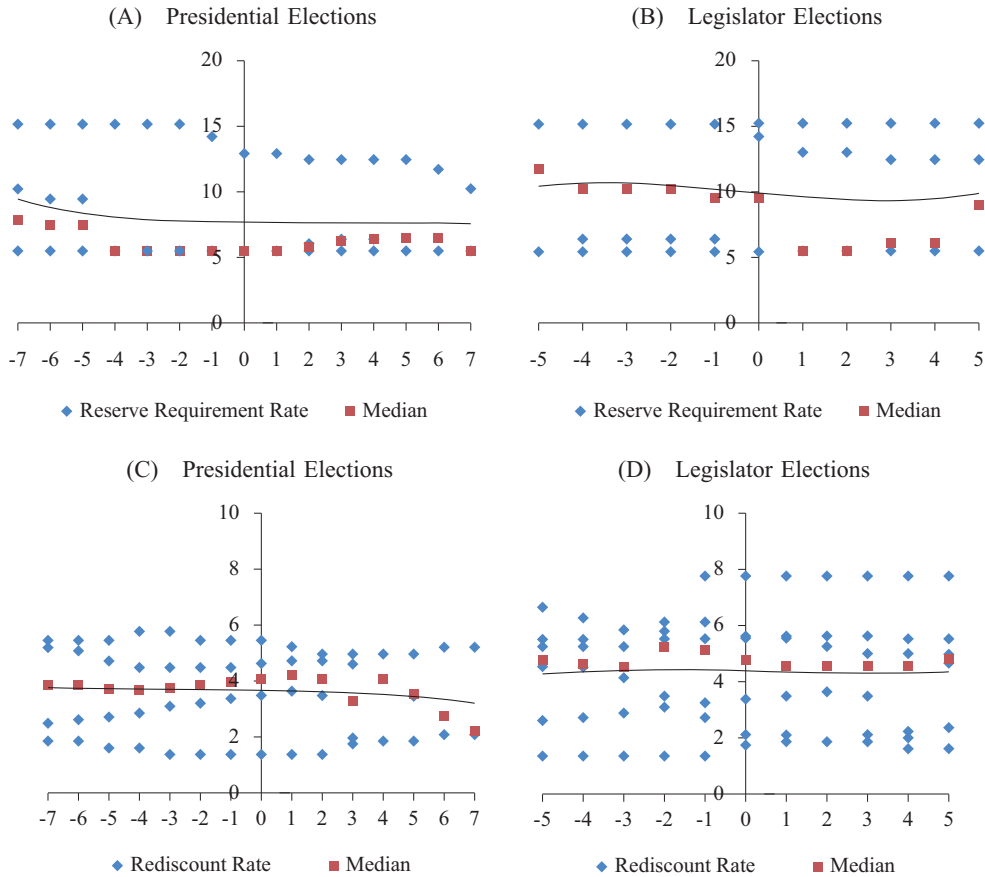 (A) Presidential Elections
20
15
10
5
0
-7 -6 -5 -4 -3 -2 -1 0 1 2 3 4 5 6 7
Reserve Requirement Rate Median
(B) Legislator Elections
20
15
10
5
0
-5 -4 -3 -2 -1 0 1 2 3 4 5
Reserve Requirement Rate Median
(C) Presidential Elections
10
8
6
4
2
0
-7 -6 -5 -4 -3 -2 -1 0 1 2 3 4 5 6 7
Rediscount Rate Median
(D) Legislator Elections
10
8
6
4
2
0
-5 -4 -3 -2 -1 0 1 2 3 4 5
Rediscount Rate Median